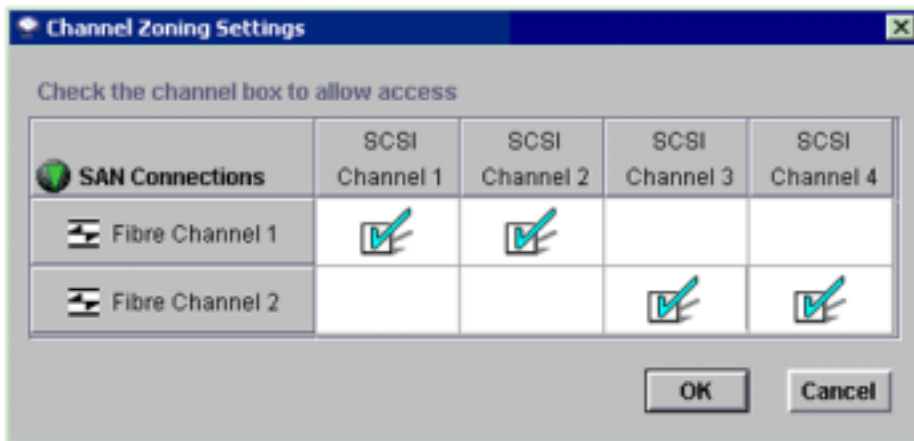 Channel Zoning Settings
Check the channel box to allow access
SAN Connections
SCSI Channel 1
SCSI Channel 2
SCSI Channel 3
SCSI Channel 4
Fibre Channel 1
Fibre Channel 2
OK
Cancel